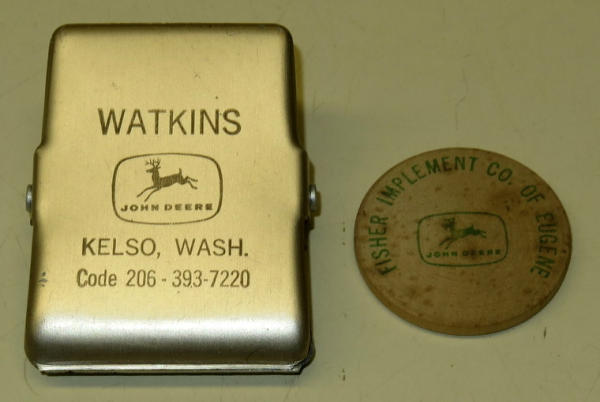 WATKINS
JOHN DEERE
KELSO, WASH.
Code 206-393-7220
FISHER IMPLEMENT CO. OF EUGENE
JOHN DEERE